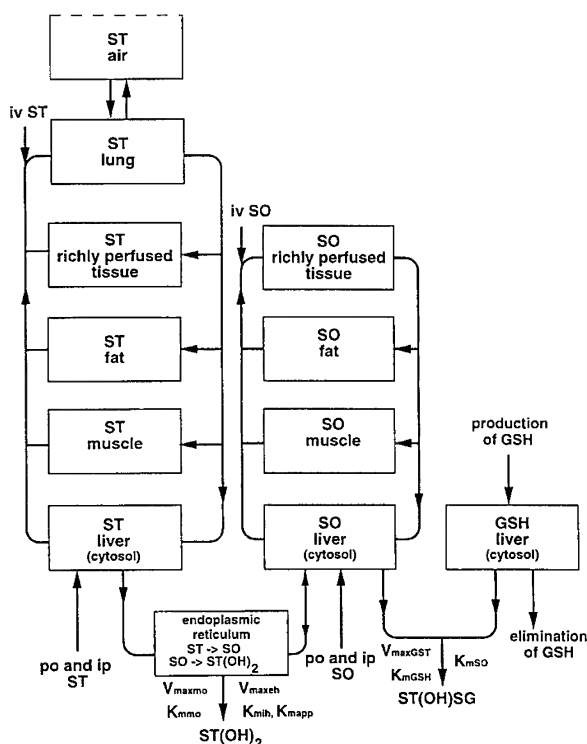 ST
air
iv ST
ST
lung
iv SO
ST
richly perfused
tissue
SO
richly perfused
tissue
ST
fat
SO
fat
ST
muscle
SO
muscle
production
of GSH
ST
liver
(cytosol)
SO
liver
(cytosol)
GSH
liver
(cytosol)
endoplasmic
reticulum
ST -> SO
SO -> ST(OH)2
po and ip
ST
po and ip
SO
elimination
of GSH
Vmaxmo
Vmaxeh
Kmmo
Kmih, Kmapp
VmaxGST
KmGSH
KmSO
ST(OH)SG
ST(OH)2